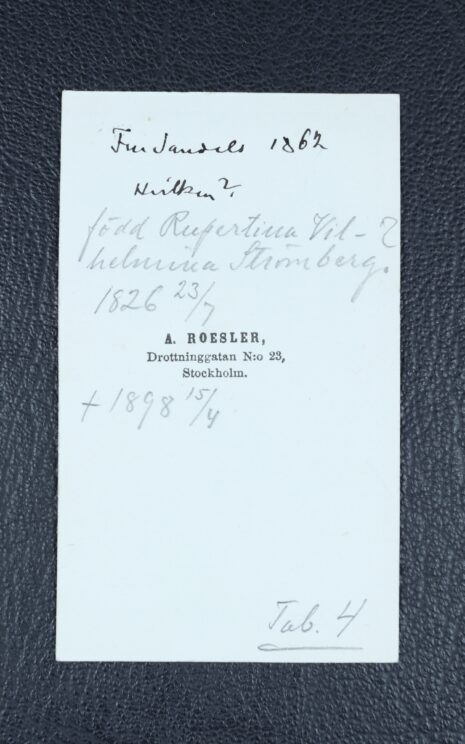 Fru Sandels 1862
Hvilken?
född Rupertina Vil- ?
helmina Strömberg.
1826 23/7
A. ROESLER,
Drottninggatan N:o 23,
Stockholm.
+ 1898 15/4
Tab. 4